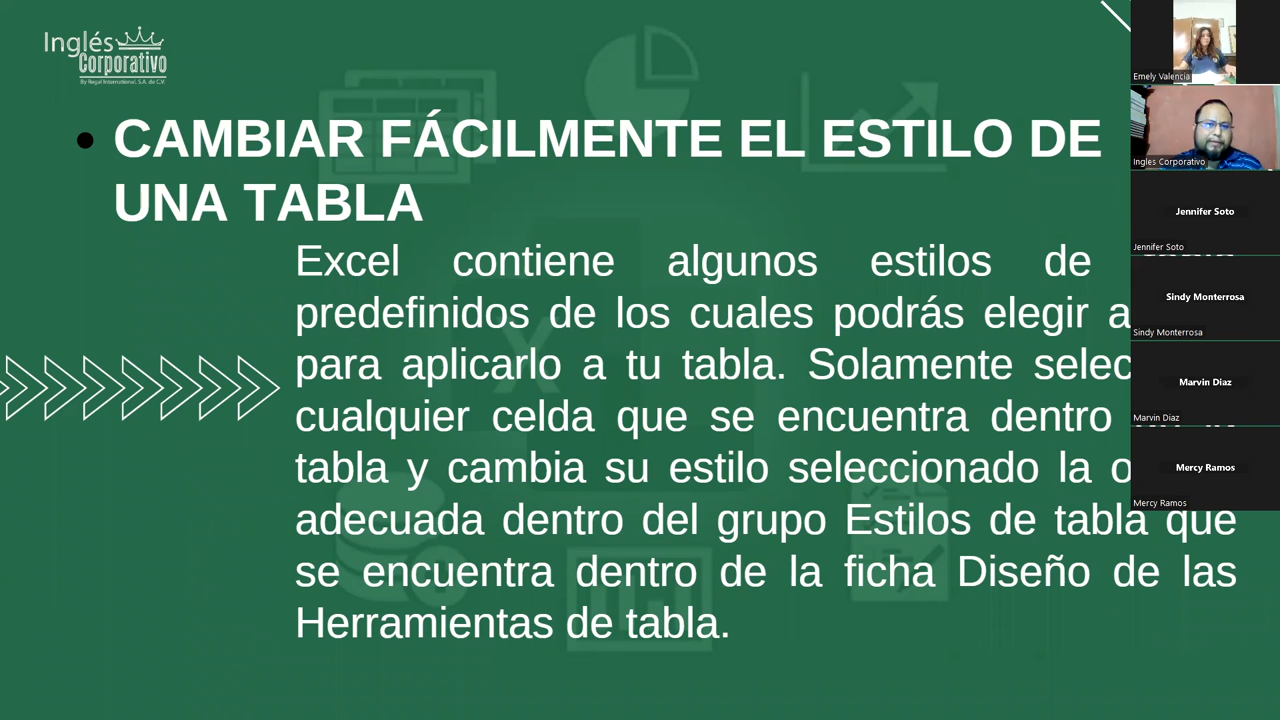 Inglés
Corporativo
By Regal International, S.A. de C.V.
CAMBIAR FÁCILMENTE EL ESTILO DE
UNA TABLA
Excel contiene algunos estilos de
predefinidos de los cuales podrás elegir
para aplicarlo a tu tabla. Solamente
cualquier celda que se encuentra dentro
tabla y cambia su estilo seleccionado la
adecuada dentro del grupo Estilos de tabla que
se encuentra dentro de la ficha Diseño de las
Herramientas de tabla.
Emely Valencia
Ingles Corporativo
Jennifer Soto
Jennifer Soto
Sindy Monterrosa
Sindy Monterrosa
Marvin Diaz
Marvin Diaz
Mercy Ramos
Mercy Ramos